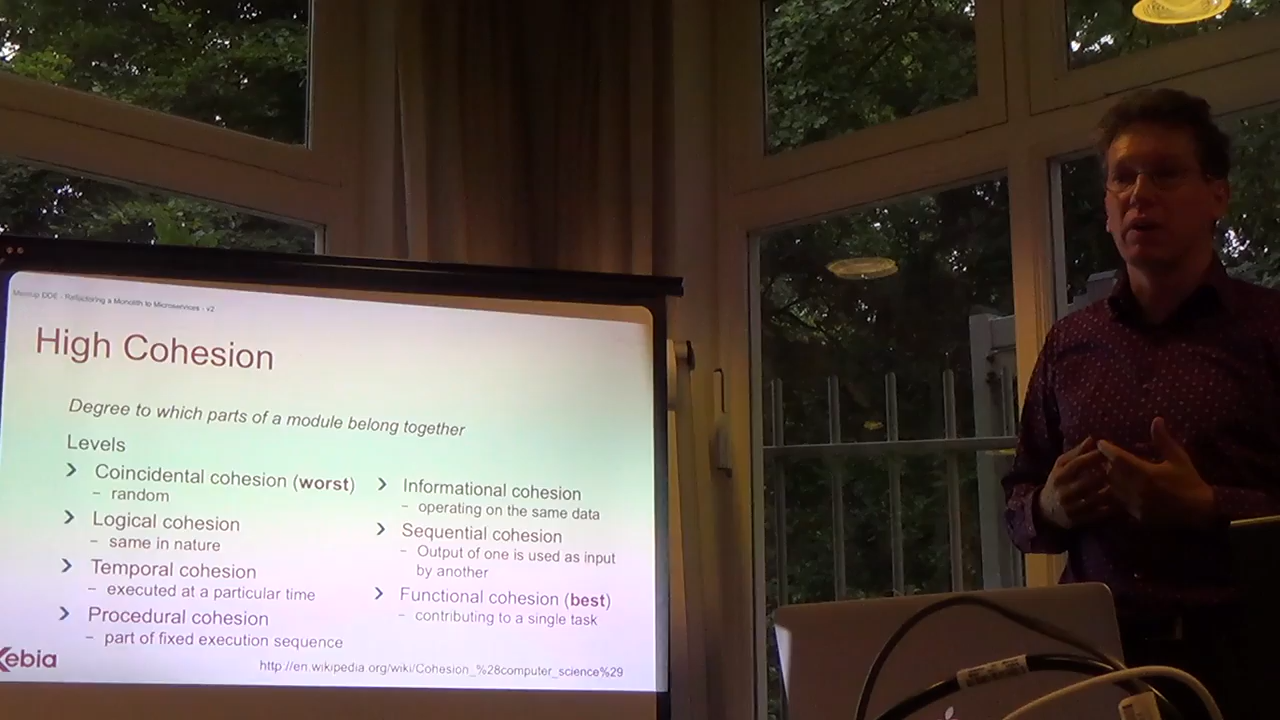 Meetup DDE - Refactoring a Monolith to Microservices - v2
High Cohesion
Degree to which parts of a module belong together
Levels
Coincidental cohesion (worst)
– random
Logical cohesion
– same in nature
Temporal cohesion
– executed at a particular time
Procedural cohesion
– part of fixed execution sequence
Informational cohesion
– operating on the same data
Sequential cohesion
– Output of one is used as input
by another
Functional cohesion (best)
– contributing to a single task
Xebia
http://en.wikipedia.org/wiki/Cohesion_%28computer_science%29